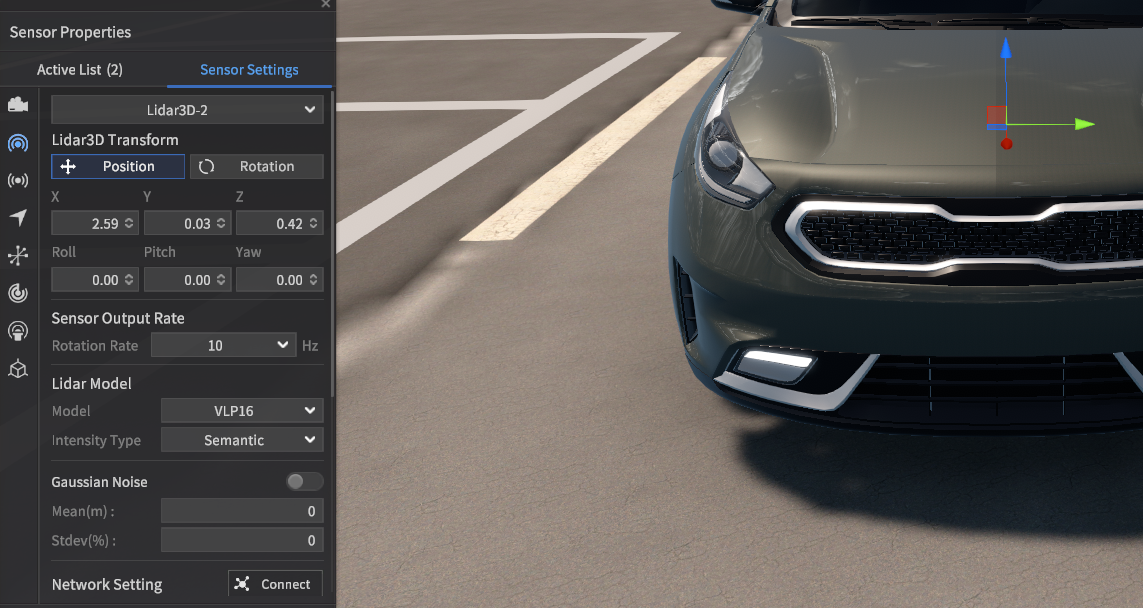 Sensor Properties
Active List (2)
Sensor Settings
Lidar3D-2
Lidar3D Transform
Position
Rotation
X Y Z
2.59 0.03 0.42
Roll Pitch Yaw
0.00 0.00 0.00
Sensor Output Rate
Rotation Rate 10 Hz
Lidar Model
Model VLP16
Intensity Type Semantic
Gaussian Noise
Mean(m) : 0
Stdev(%) : 0
Network Setting Connect